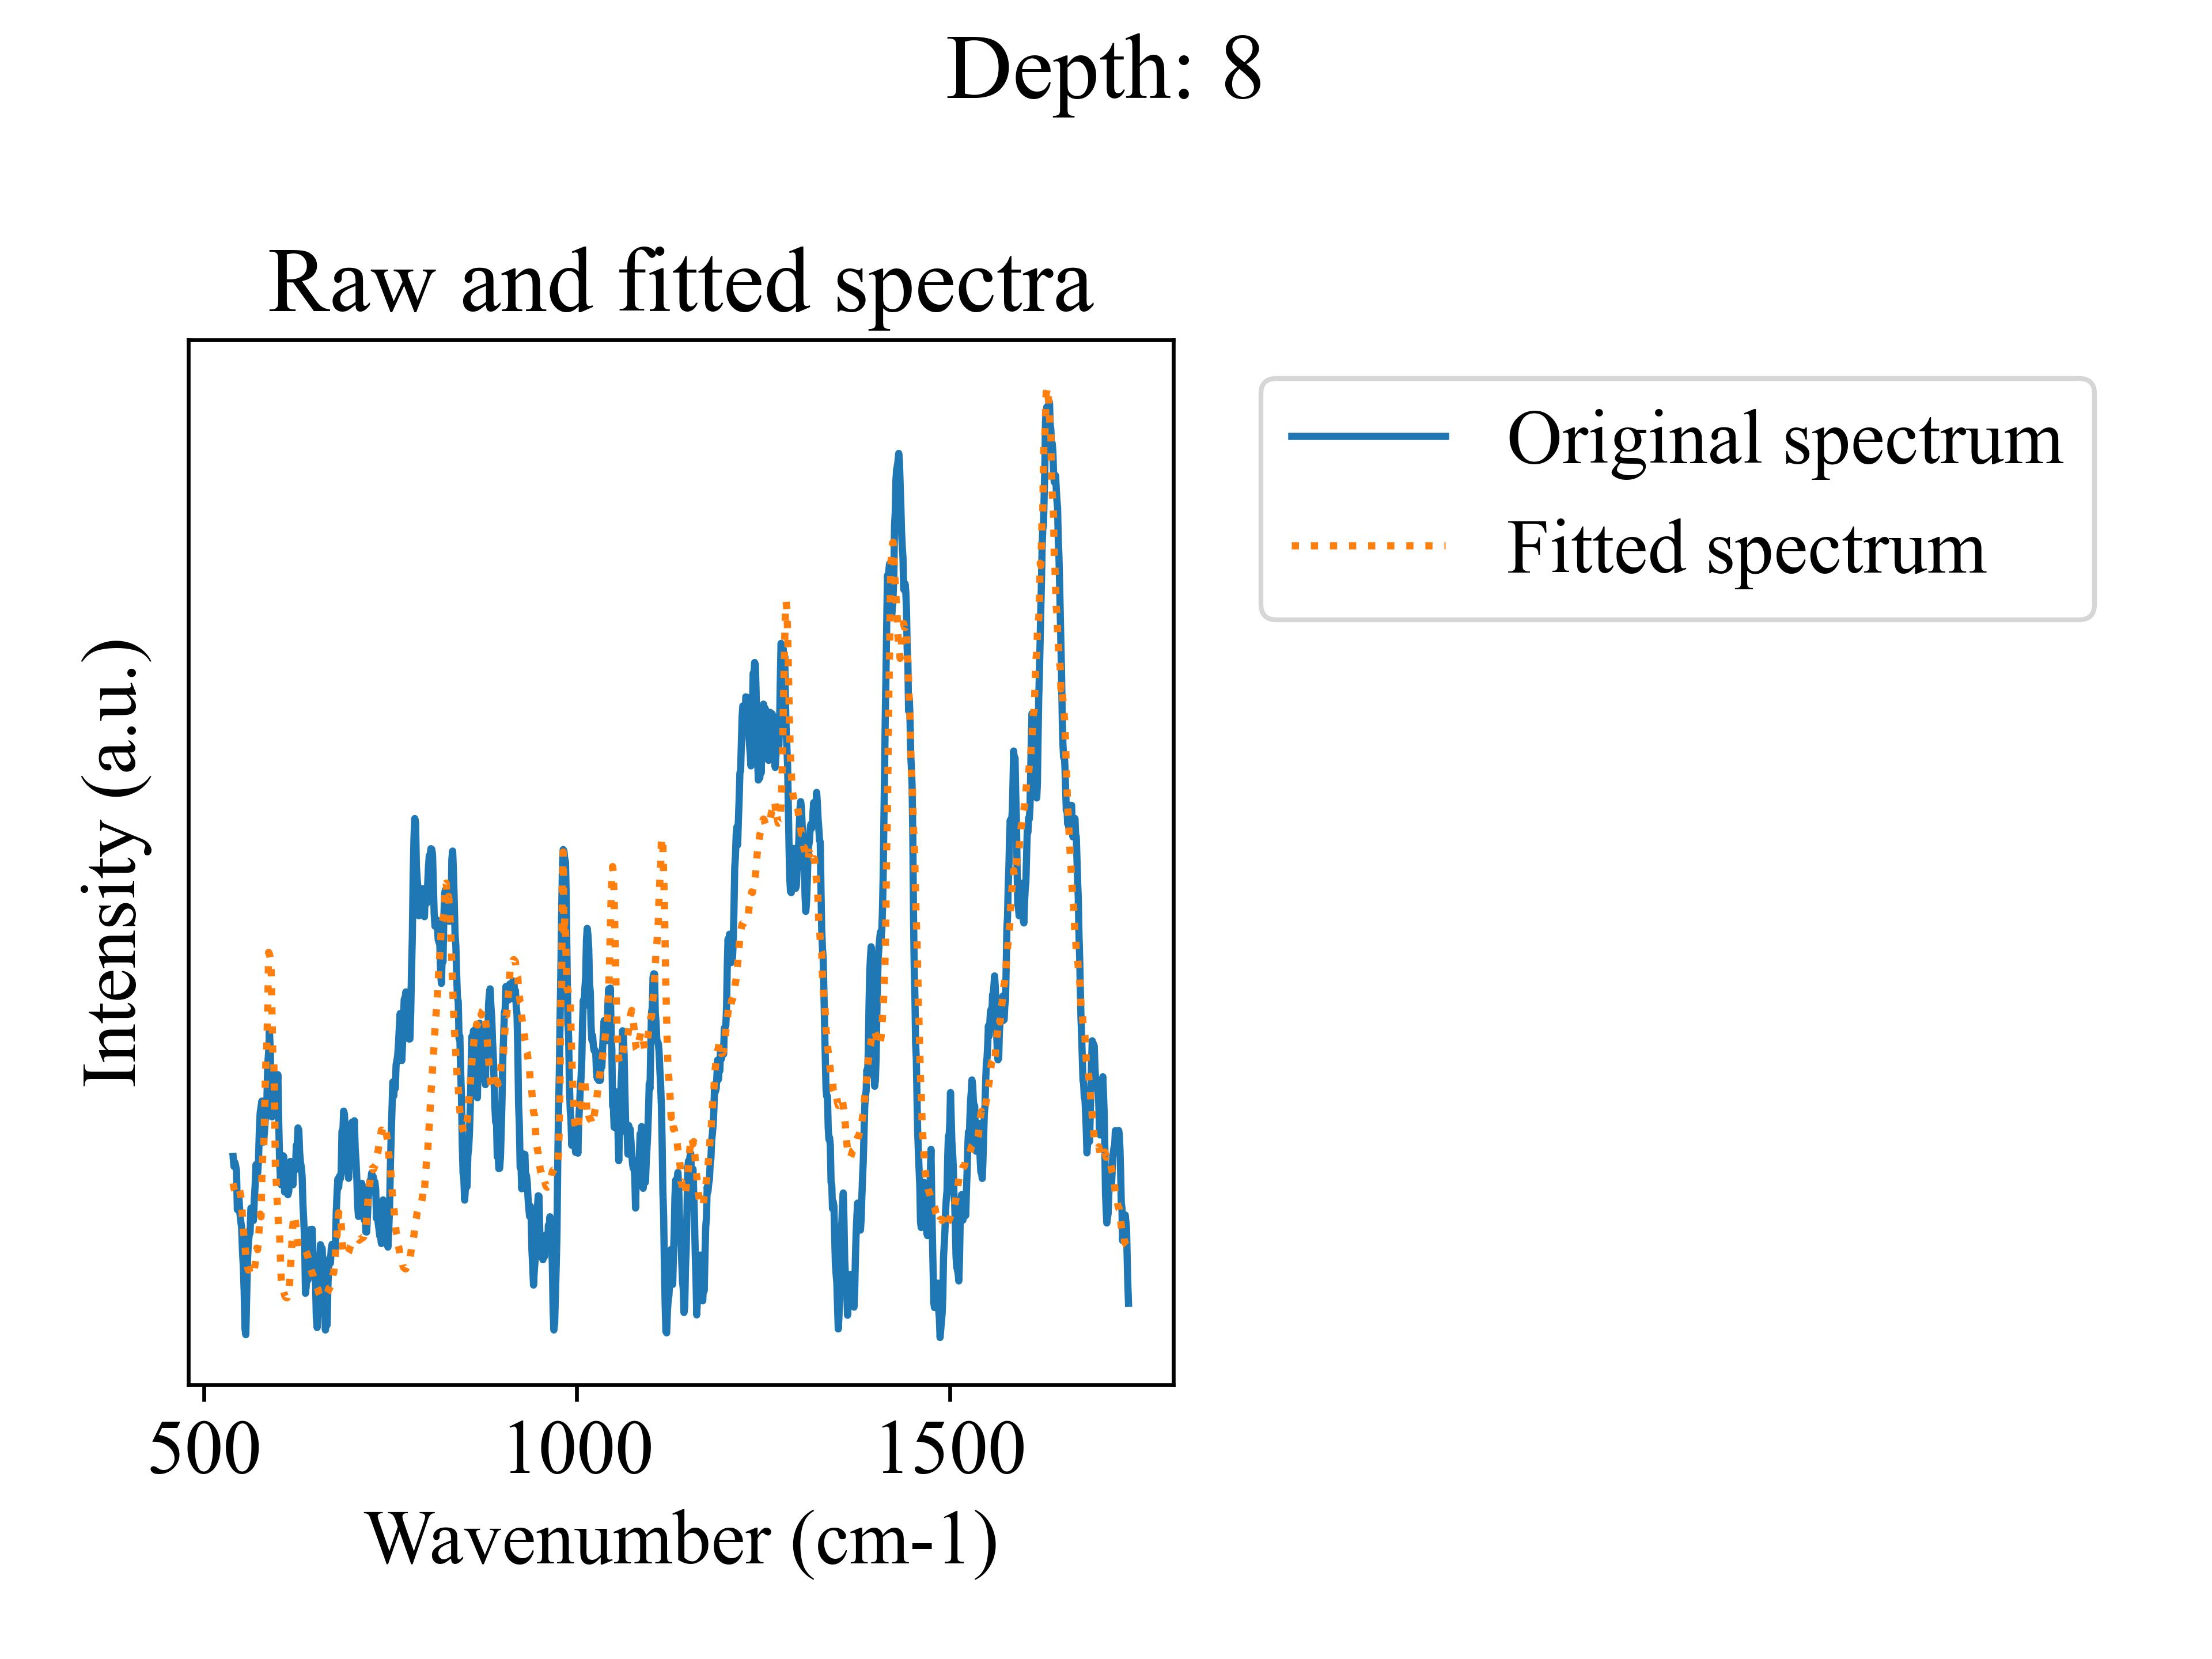 Depth: 8
Raw and fitted spectra
Original spectrum
Fitted spectrum
Intensity (a.u.)
500 1000 1500
Wavenumber (cm-1)